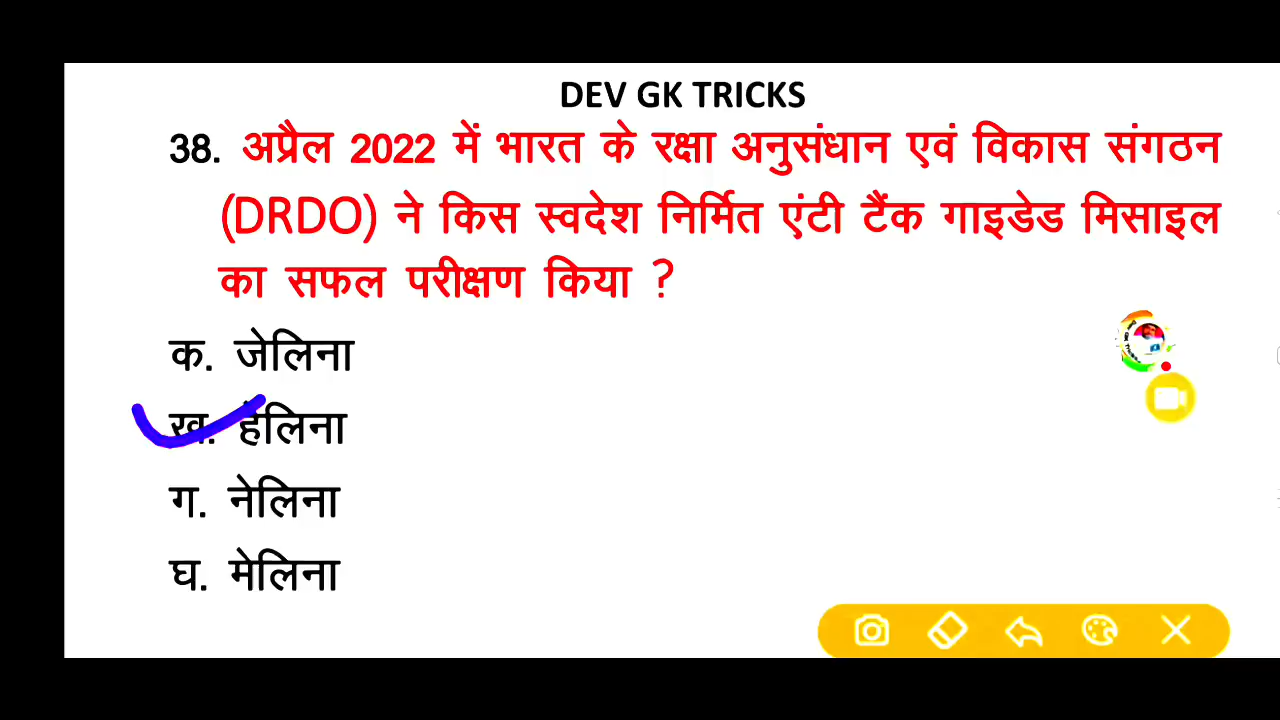 DEV GK TRICKS
38. अप्रैल 2022 में भारत के रक्षा अनुसंधान एवं विकास संगठन
(DRDO) ने किस स्वदेश निर्मित एंटी टैंक गाइडेड मिसाइल
का सफल परीक्षण किया ?
क. जेलिना
ख. हेलिना
ग. नेलिना
घ. मेलिना